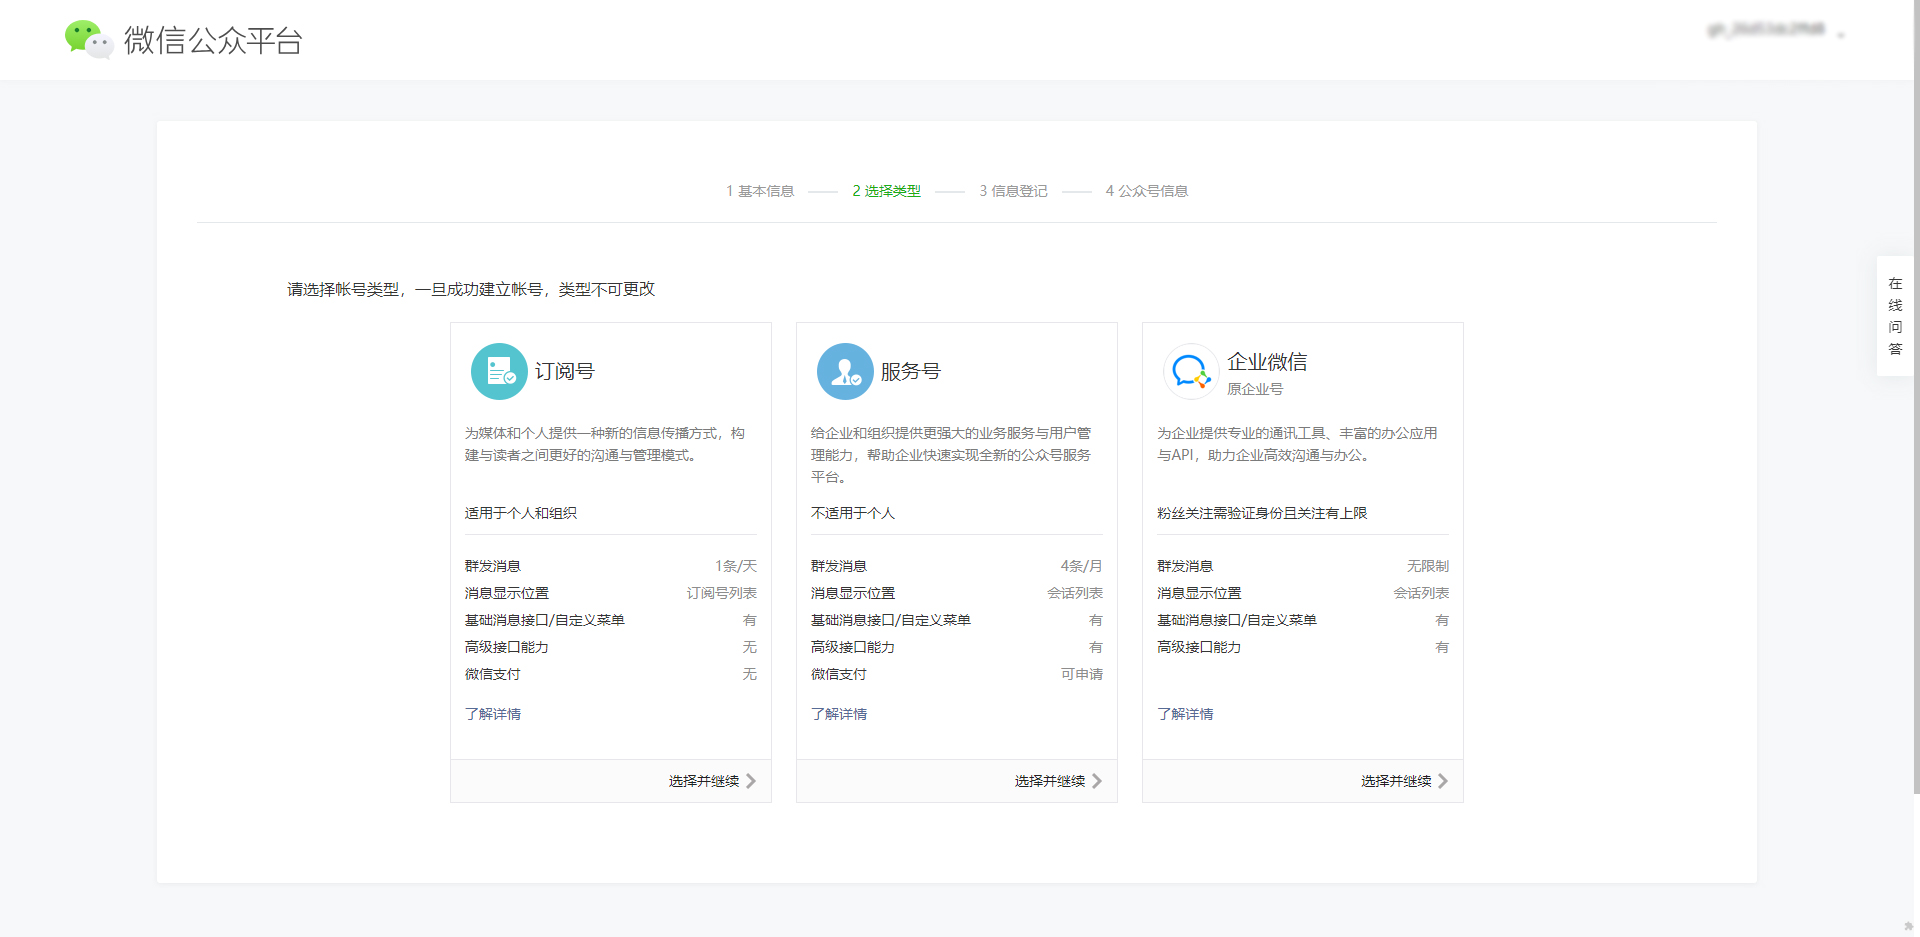 微信公众平台
1 基本信息
2 选择类型
3 信息登记
4 公众号信息
请选择帐号类型，一旦成功建立帐号，类型不可更改
订阅号
为媒体和个人提供一种新的信息传播方式，构
建与读者之间更好的沟通与管理模式。
适用于个人和组织
群发消息 1条/天
消息显示位置 订阅号列表
基础消息接口/自定义菜单 有
高级接口能力 无
微信支付 无
了解详情
选择并继续
服务号
给企业和组织提供更强大的业务服务与用户管
理能力，帮助企业快速实现全新的公众号服务
平台。
不适用于个人
群发消息 4条/月
消息显示位置 会话列表
基础消息接口/自定义菜单 有
高级接口能力 有
微信支付 可申请
了解详情
选择并继续
企业微信
原企业号
为企业提供专业的通讯工具、丰富的办公应用
与API，助力企业高效沟通与办公。
粉丝关注需验证身份且关注有上限
群发消息 无限制
消息显示位置 会话列表
基础消息接口/自定义菜单 有
高级接口能力 有
了解详情
选择并继续
在线问答